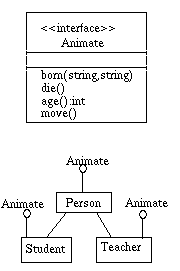 <<interface>>
Animate
born(string,string)
die()
age():int
move()
Animate
Person
Animate
Animate
Student
Teacher